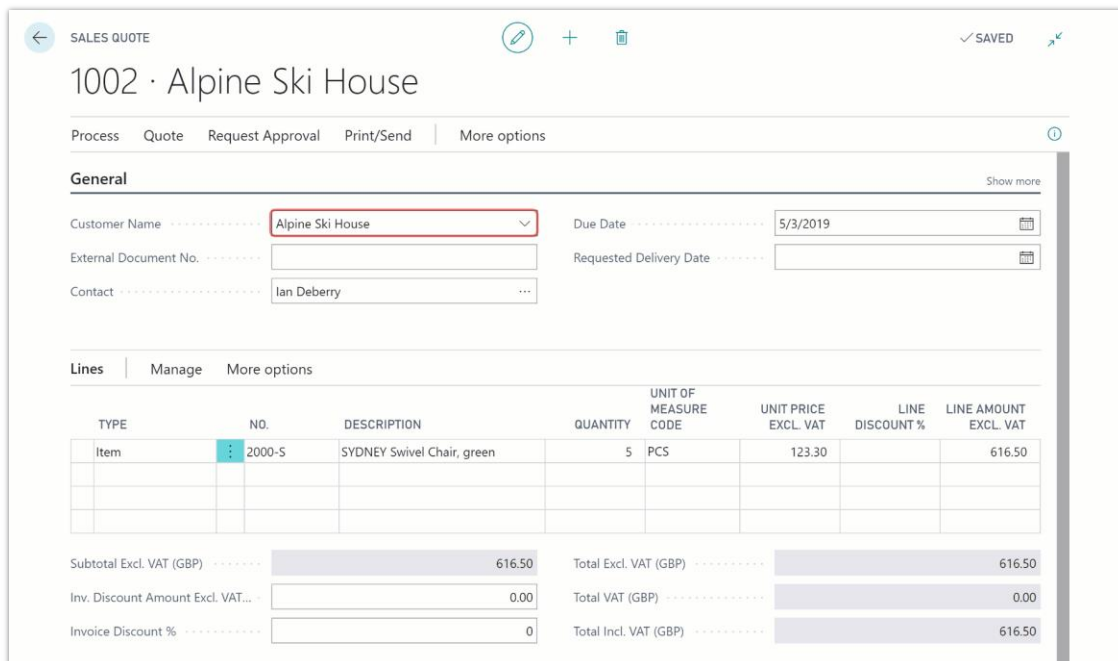 SALES QUOTE
SAVED
1002 · Alpine Ski House
Process Quote Request Approval Print/Send More options
General Show more
Customer Name Alpine Ski House Due Date 5/3/2019
External Document No. Requested Delivery Date
Contact Ian Deberry
Lines Manage More options
TYPE NO. DESCRIPTION QUANTITY UNIT OF MEASURE CODE UNIT PRICE EXCL. VAT LINE DISCOUNT % LINE AMOUNT EXCL. VAT
Item 2000-S SYDNEY Swivel Chair, green 5 PCS 123.30 616.50
Subtotal Excl. VAT (GBP) 616.50 Total Excl. VAT (GBP) 616.50
Inv. Discount Amount Excl. VAT... 0.00 Total VAT (GBP) 0.00
Invoice Discount % 0 Total Incl. VAT (GBP) 616.50